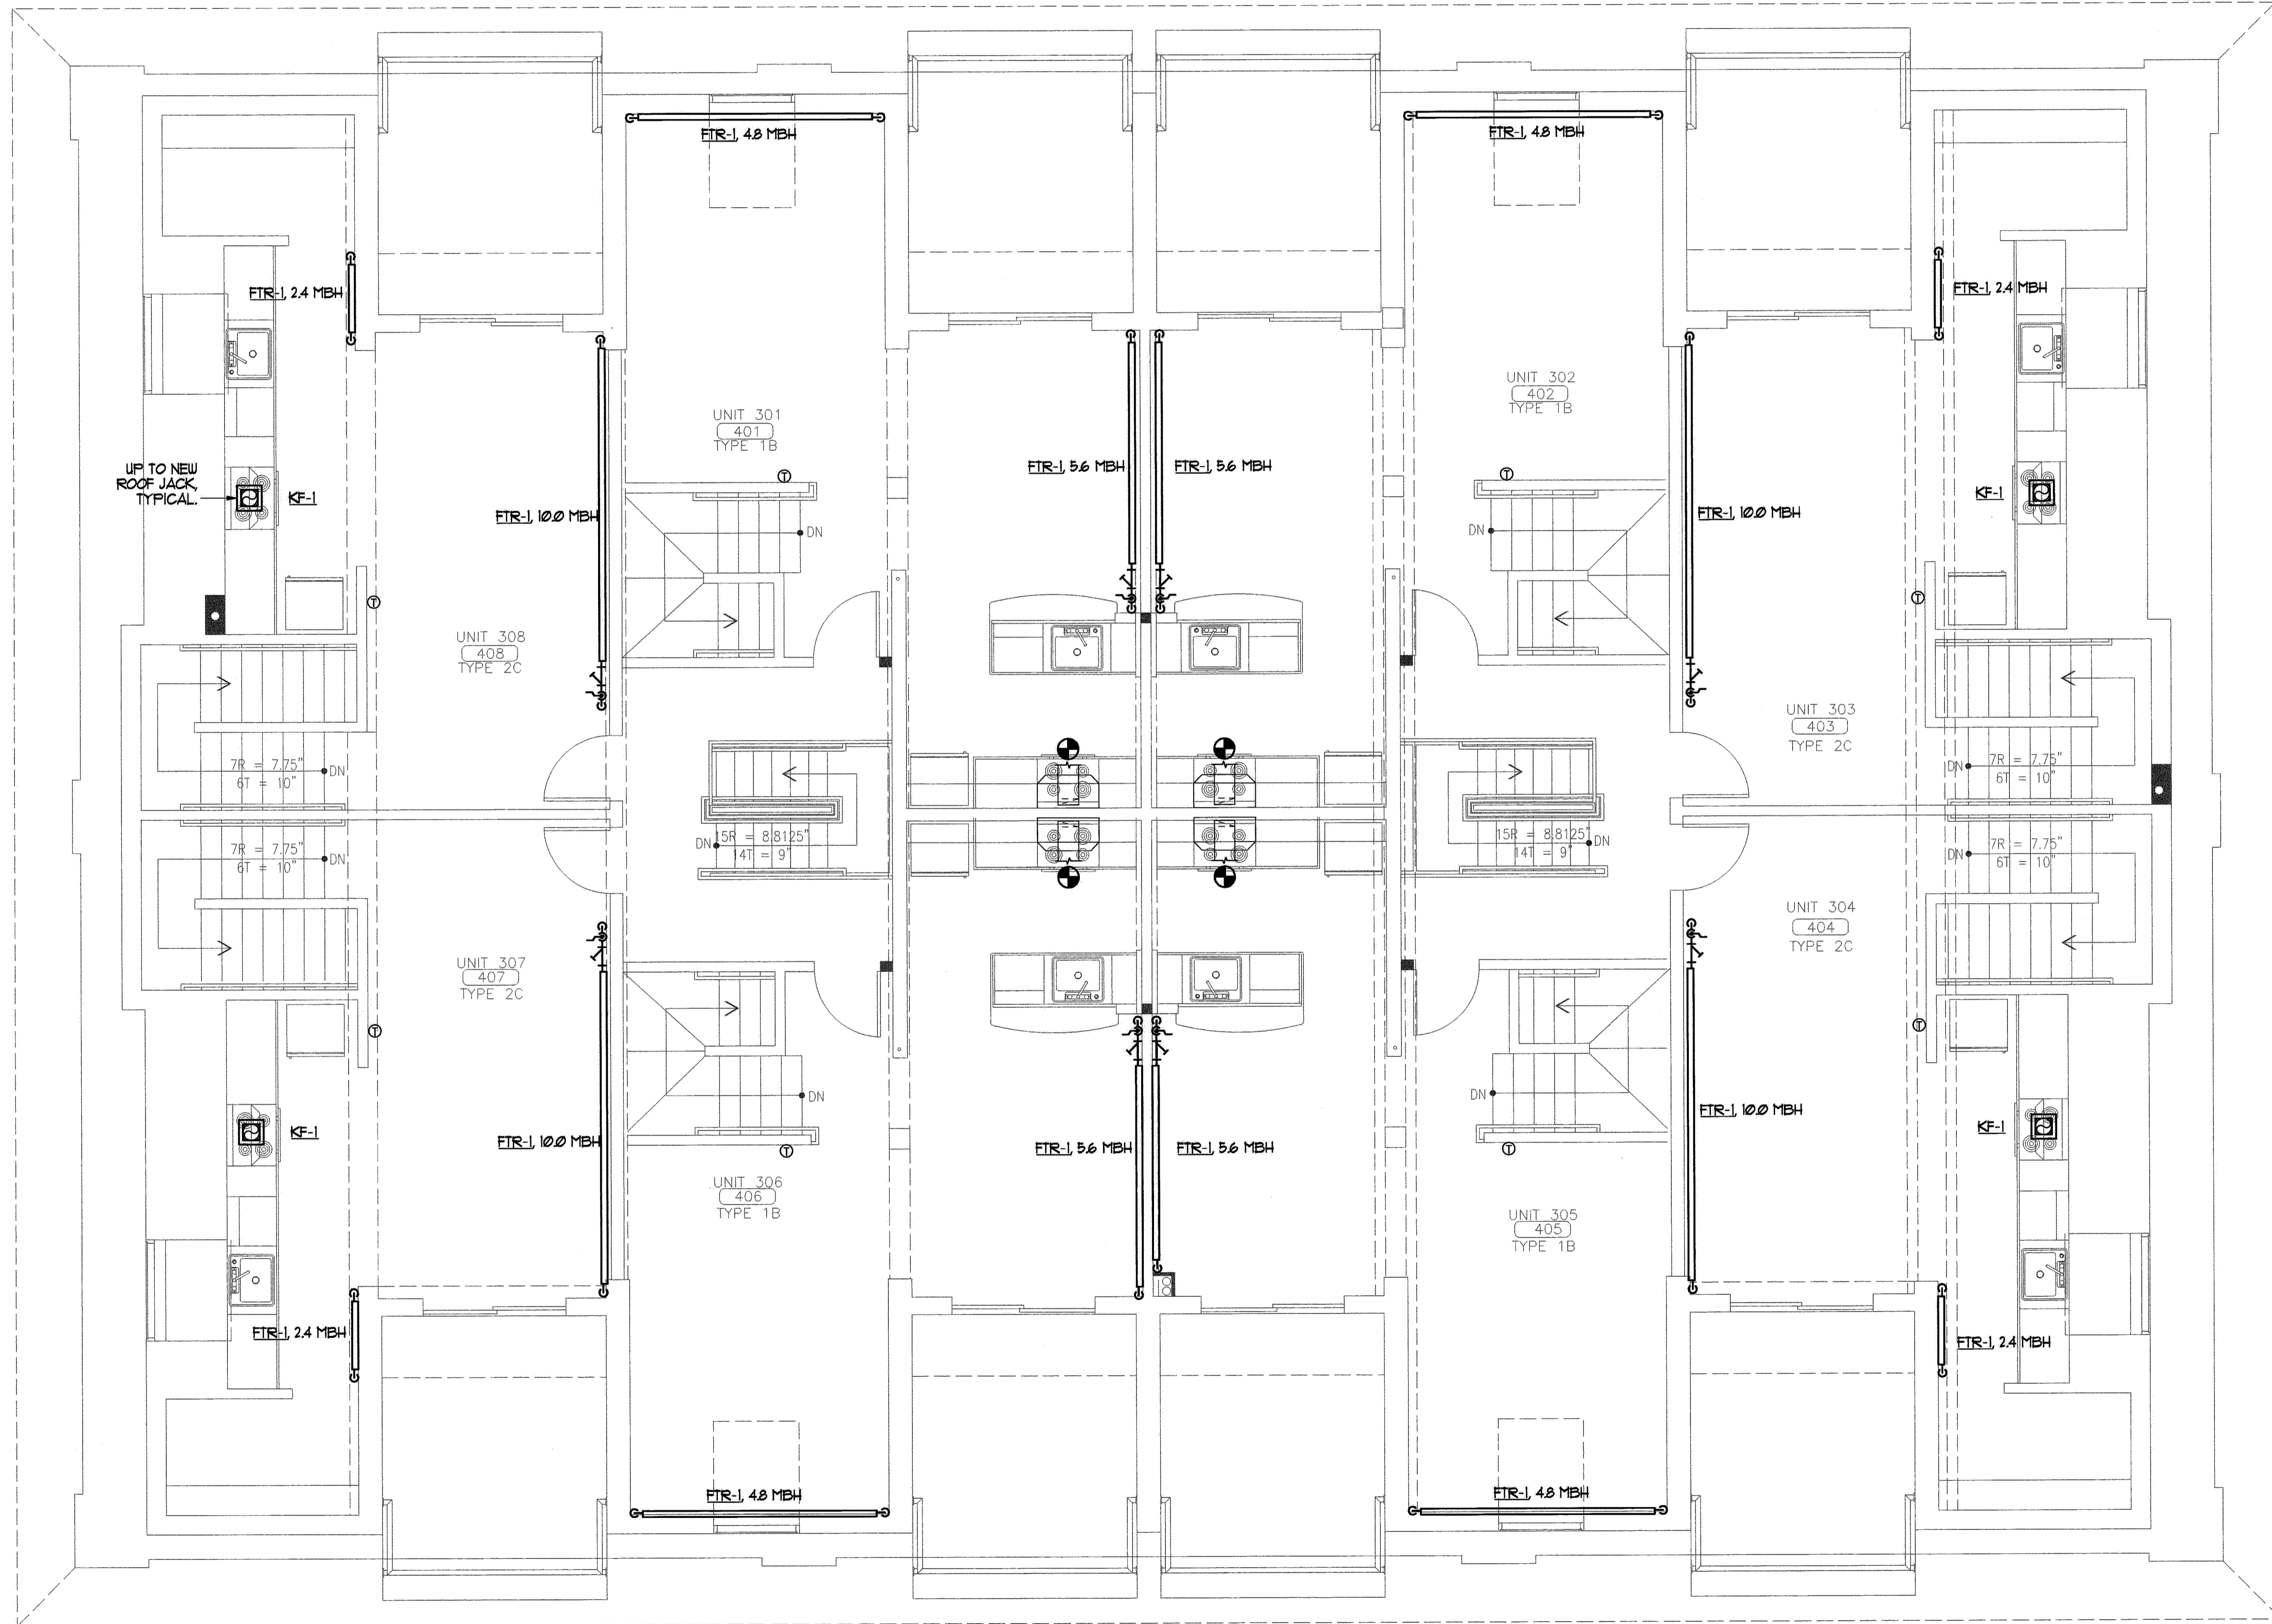 FTR-1, 4.8 MBH
FTR-1, 4.8 MBH
FTR-1, 2.4 MBH
FTR-1, 2.4 MBH
UNIT 301
401
TYPE 1B
UNIT 302
402
TYPE 1B
UP TO NEW
ROOF JACK,
TYPICAL.
KF-1
FTR-1, 10.0 MBH
FTR-1, 5.6 MBH
FTR-1, 5.6 MBH
FTR-1, 10.0 MBH
KF-1
T
T
DN
DN
T
T
UNIT 308
408
TYPE 2C
UNIT 303
403
TYPE 2C
7R = 7.75"
6T = 10"
DN
DN
7R = 7.75"
6T = 10"
7R = 7.75"
6T = 10"
DN
DN
15R = 8.8125"
14T = 9"
15R = 8.8125"
14T = 9"
DN
DN
7R = 7.75"
6T = 10"
UNIT 307
407
TYPE 2C
UNIT 304
404
TYPE 2C
T
T
DN
DN
KF-1
FTR-1, 10.0 MBH
FTR-1, 5.6 MBH
FTR-1, 5.6 MBH
FTR-1, 10.0 MBH
KF-1
T
T
UNIT 306
406
TYPE 1B
UNIT 305
405
TYPE 1B
FTR-1, 2.4 MBH
FTR-1, 2.4 MBH
FTR-1, 4.8 MBH
FTR-1, 4.8 MBH